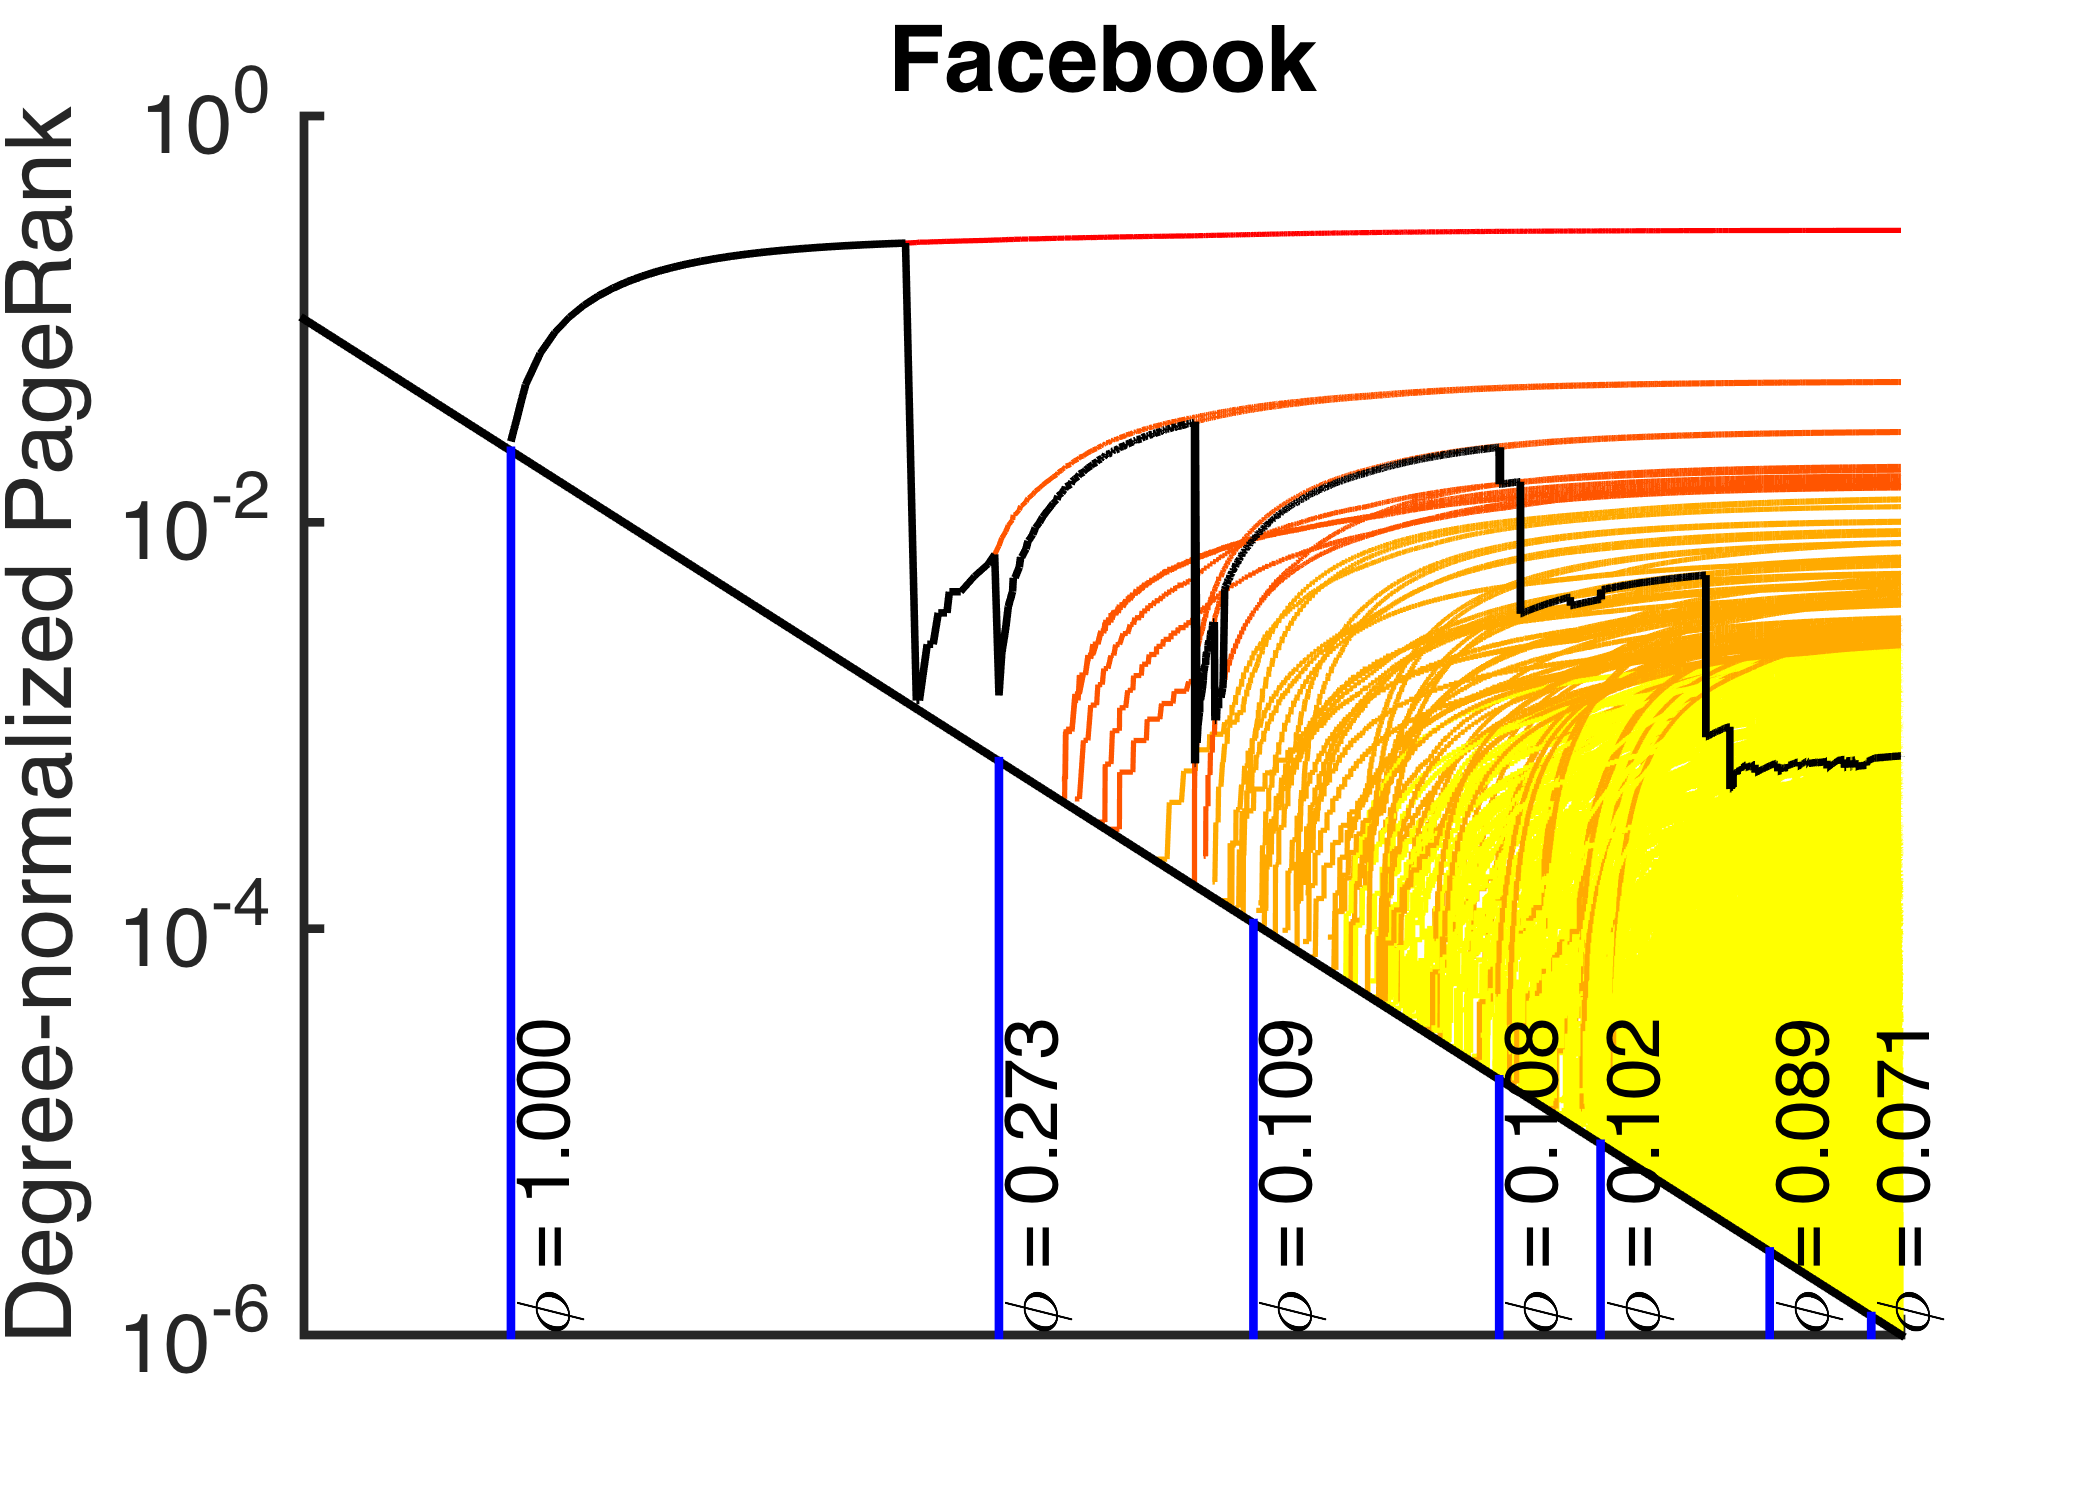 Facebook
Degree-normalized PageRank
10^0
10^-2
10^-4
10^-6
ϕ = 1.000
ϕ = 0.273
ϕ = 0.109
ϕ = 0.108
ϕ = 0.102
ϕ = 0.089
ϕ = 0.071